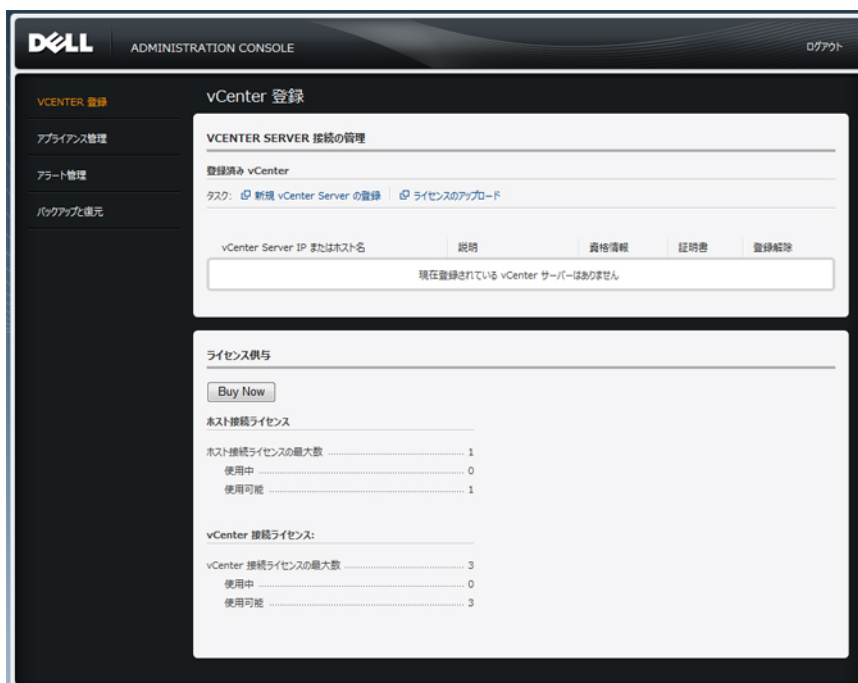 DELL ADMINISTRATION CONSOLE ログアウト
VCENTER 登録
アプライアンス管理
アラート管理
バックアップと復元
vCenter 登録
VCENTER SERVER 接続の管理
登録済み vCenter
タスク: 新規 vCenter Server の登録 ライセンスのアップロード
vCenter Server IP またはホスト名 説明 資格情報 証明書 登録解除
現在登録されている vCenter サーバーはありません
ライセンス供与
Buy Now
ホスト接続ライセンス
ホスト接続ライセンスの最大数 1
使用中 0
使用可能 1
vCenter 接続ライセンス:
vCenter 接続ライセンスの最大数 3
使用中 0
使用可能 3